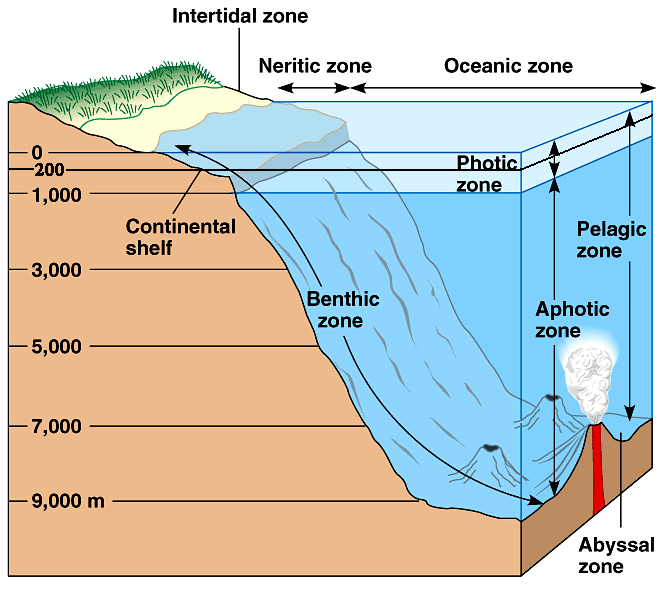 Intertidal zone
Neritic zone
Oceanic zone
0
200
1,000
Photic
zone
Continental
shelf
Pelagic
zone
3,000
Benthic
zone
Aphotic
zone
5,000
7,000
9,000 m
Abyssal
zone